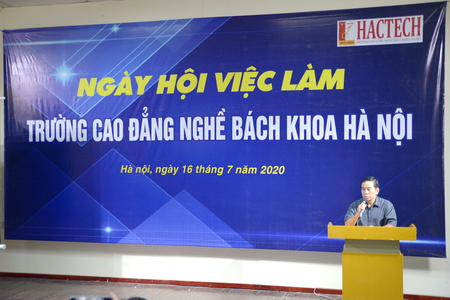 HACTECH
NGÀY HỘI VIỆC LÀM
TRƯỜNG CAO ĐẲNG NGHỀ BÁCH KHOA HÀ NỘI
Hà nội, ngày 16 tháng 7 năm 2020